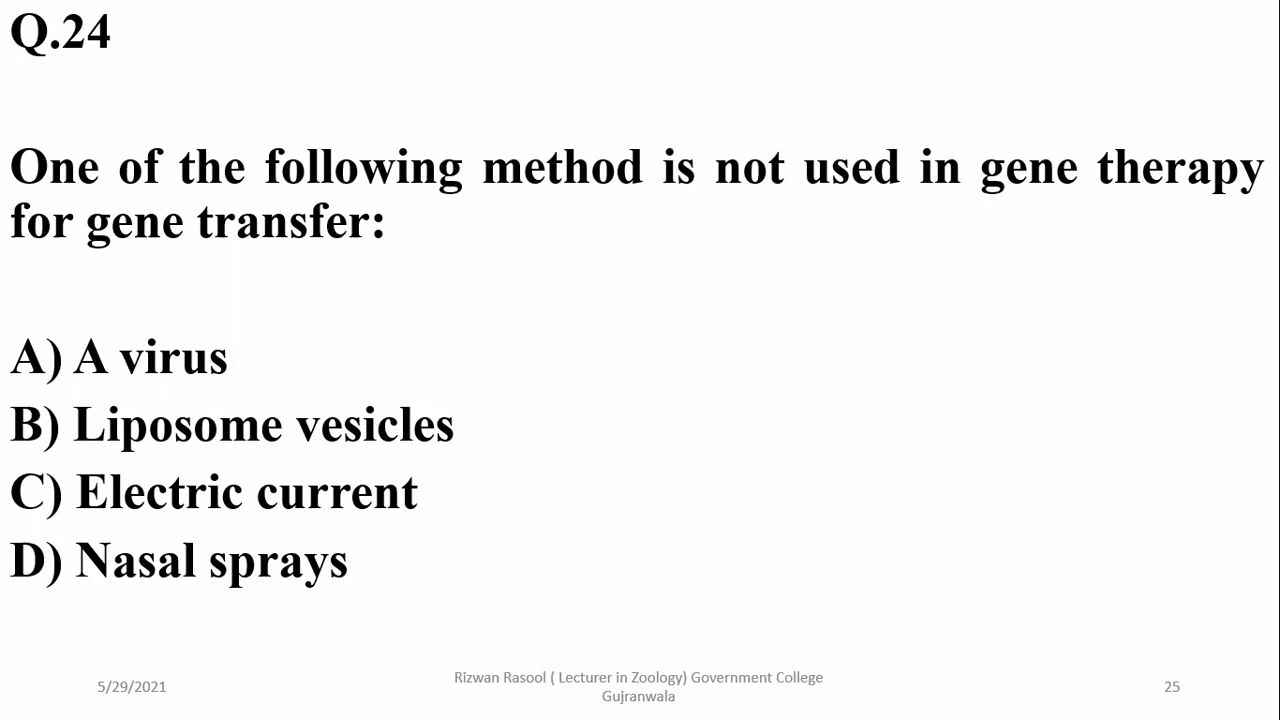 Q.24
One of the following method is not used in gene therapy
for gene transfer:
A) A virus
B) Liposome vesicles
C) Electric current
D) Nasal sprays
5/29/2021
Rizwan Rasool ( Lecturer in Zoology) Government College
Gujranwala
25